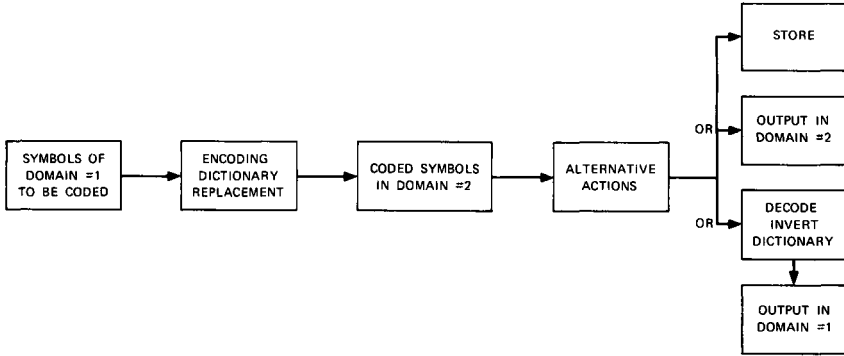 SYMBOLS OF
DOMAIN #1
TO BE CODED
ENCODING
DICTIONARY
REPLACEMENT
CODED SYMBOLS
IN DOMAIN #2
ALTERNATIVE
ACTIONS
STORE
OR
OUTPUT IN
DOMAIN #2
OR
DECODE
INVERT
DICTIONARY
OUTPUT IN
DOMAIN #1